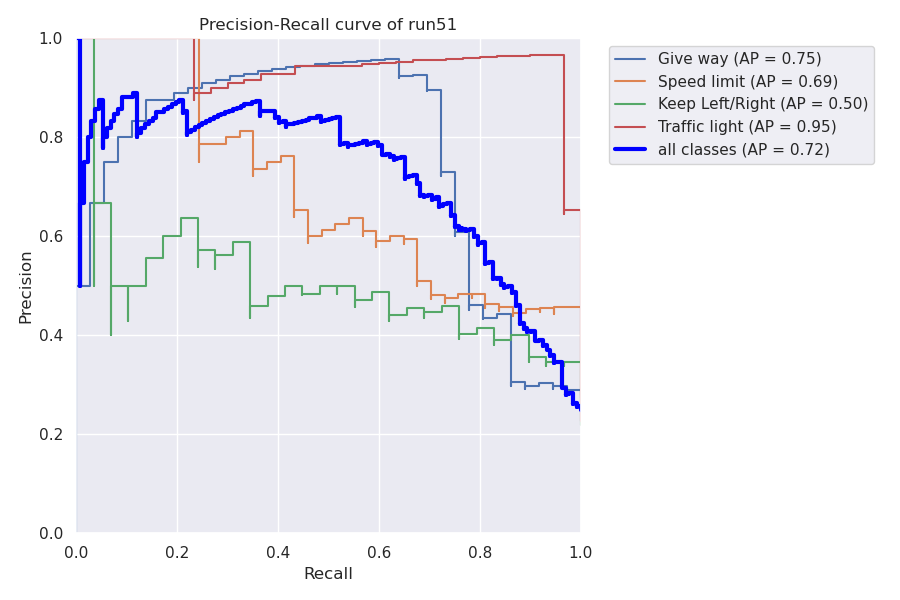 Precision-Recall curve of run51
Give way (AP = 0.75)
Speed limit (AP = 0.69)
Keep Left/Right (AP = 0.50)
Traffic light (AP = 0.95)
all classes (AP = 0.72)
Precision
1.0
0.8
0.6
0.4
0.2
0.0
0.0 0.2 0.4 0.6 0.8 1.0
Recall